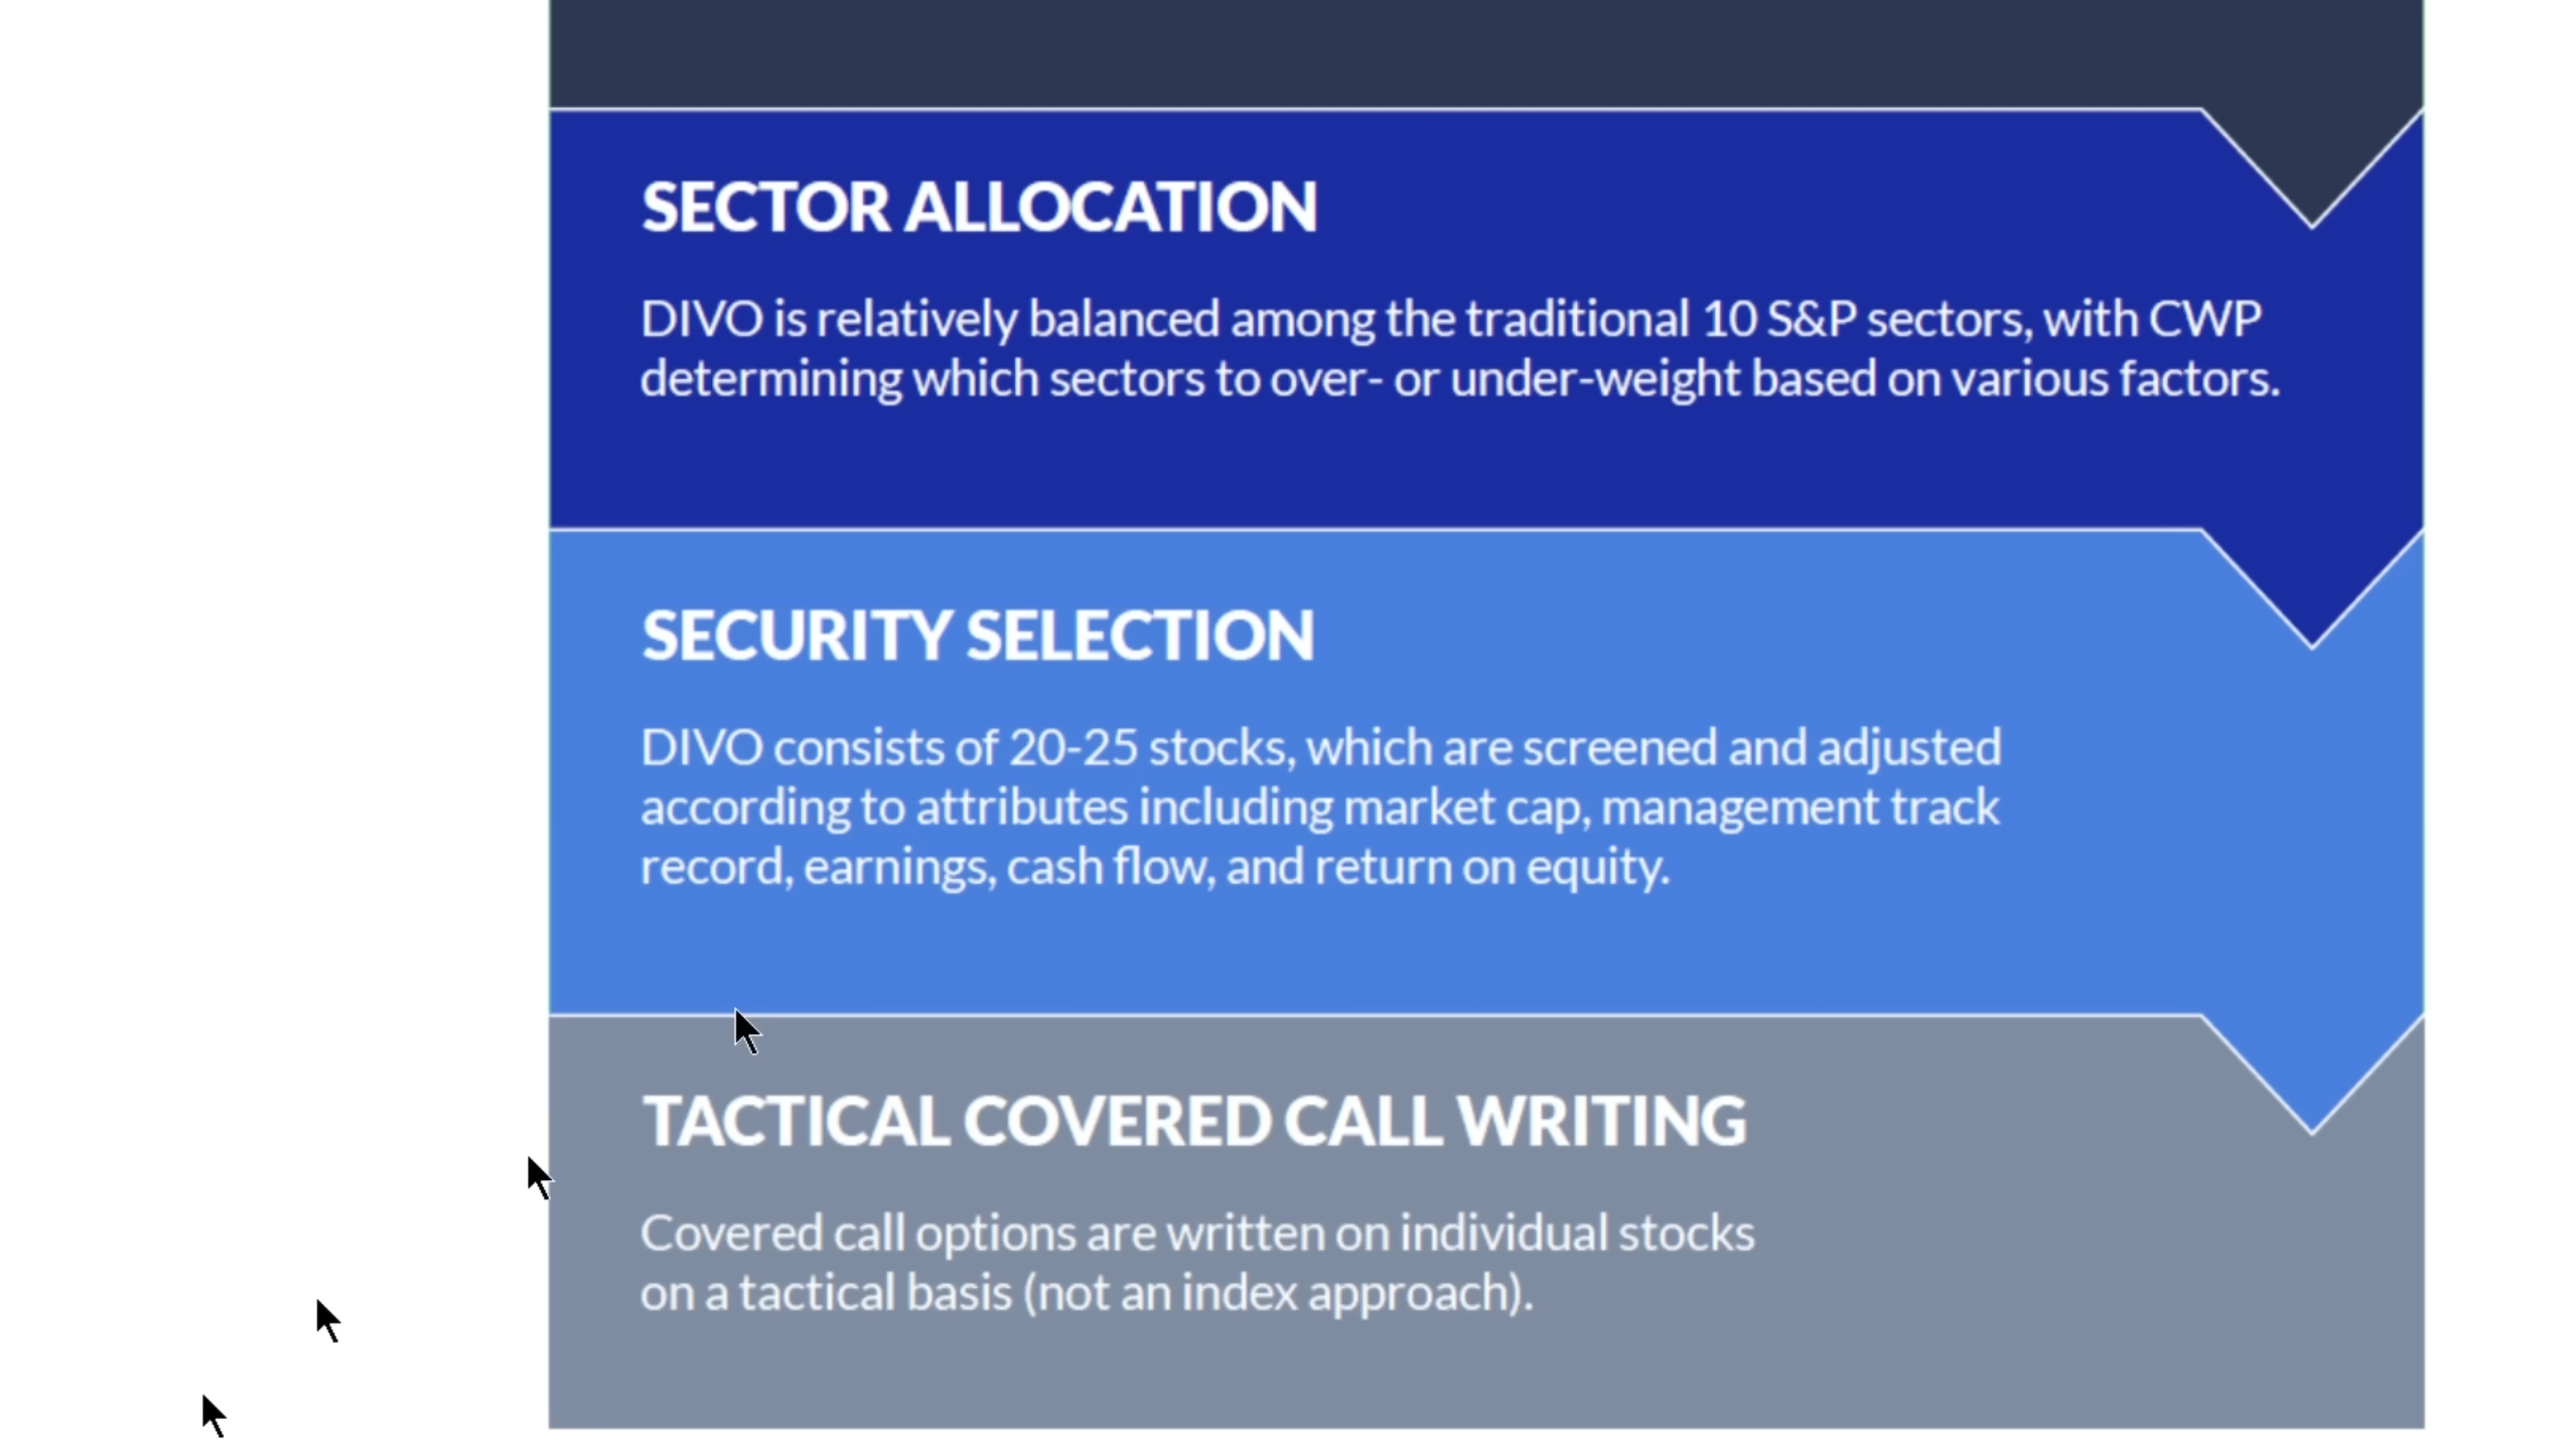 SECTOR ALLOCATION
DIVO is relatively balanced among the traditional 10 S&P sectors, with CWP
determining which sectors to over- or under-weight based on various factors.
SECURITY SELECTION
DIVO consists of 20-25 stocks, which are screened and adjusted
according to attributes including market cap, management track
record, earnings, cash flow, and return on equity.
TACTICAL COVERED CALL WRITING
Covered call options are written on individual stocks
on a tactical basis (not an index approach).